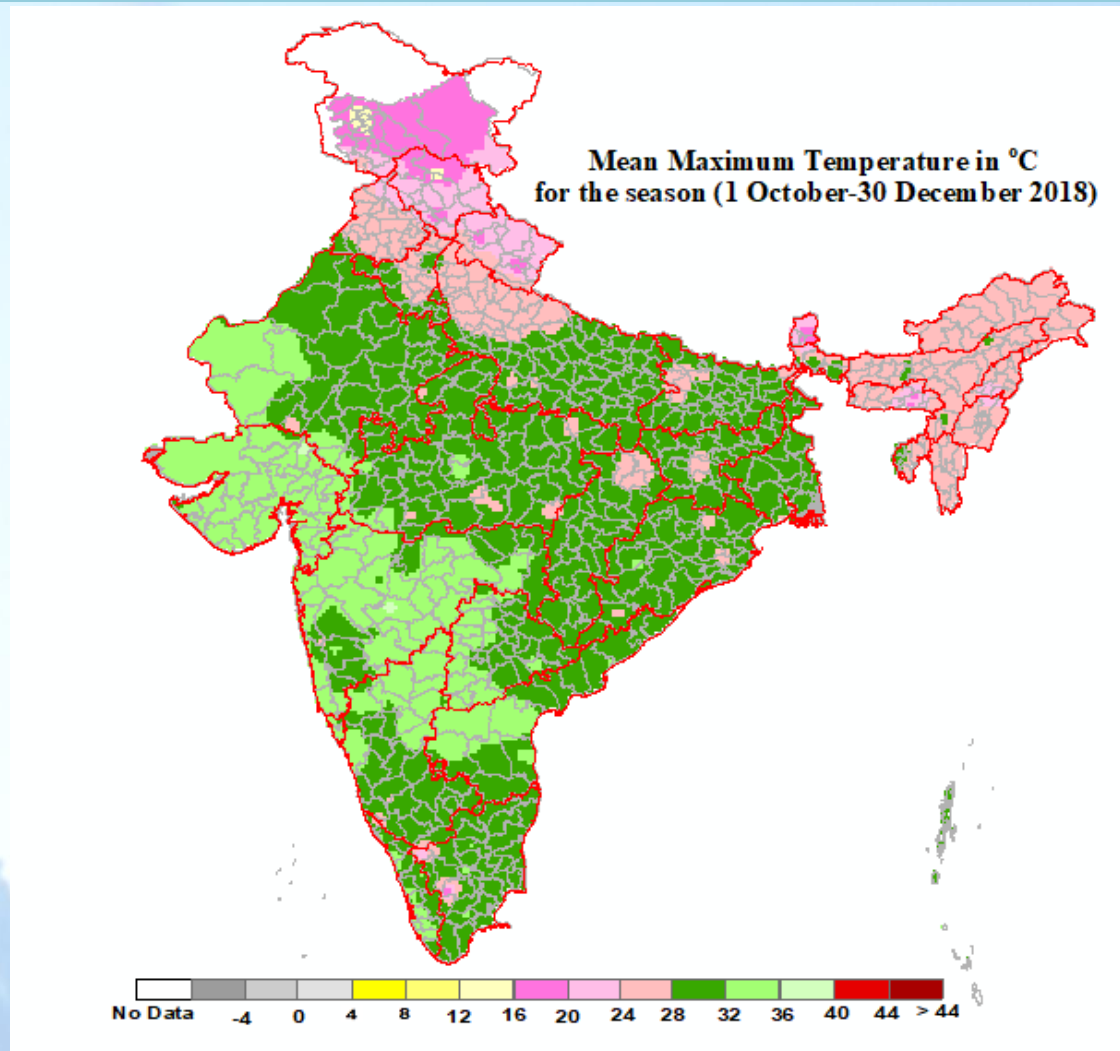 Mean Maximum Temperature in °C
for the season (1 October-30 December 2018)
No Data -4 0 4 8 12 16 20 24 28 32 36 40 44 > 44